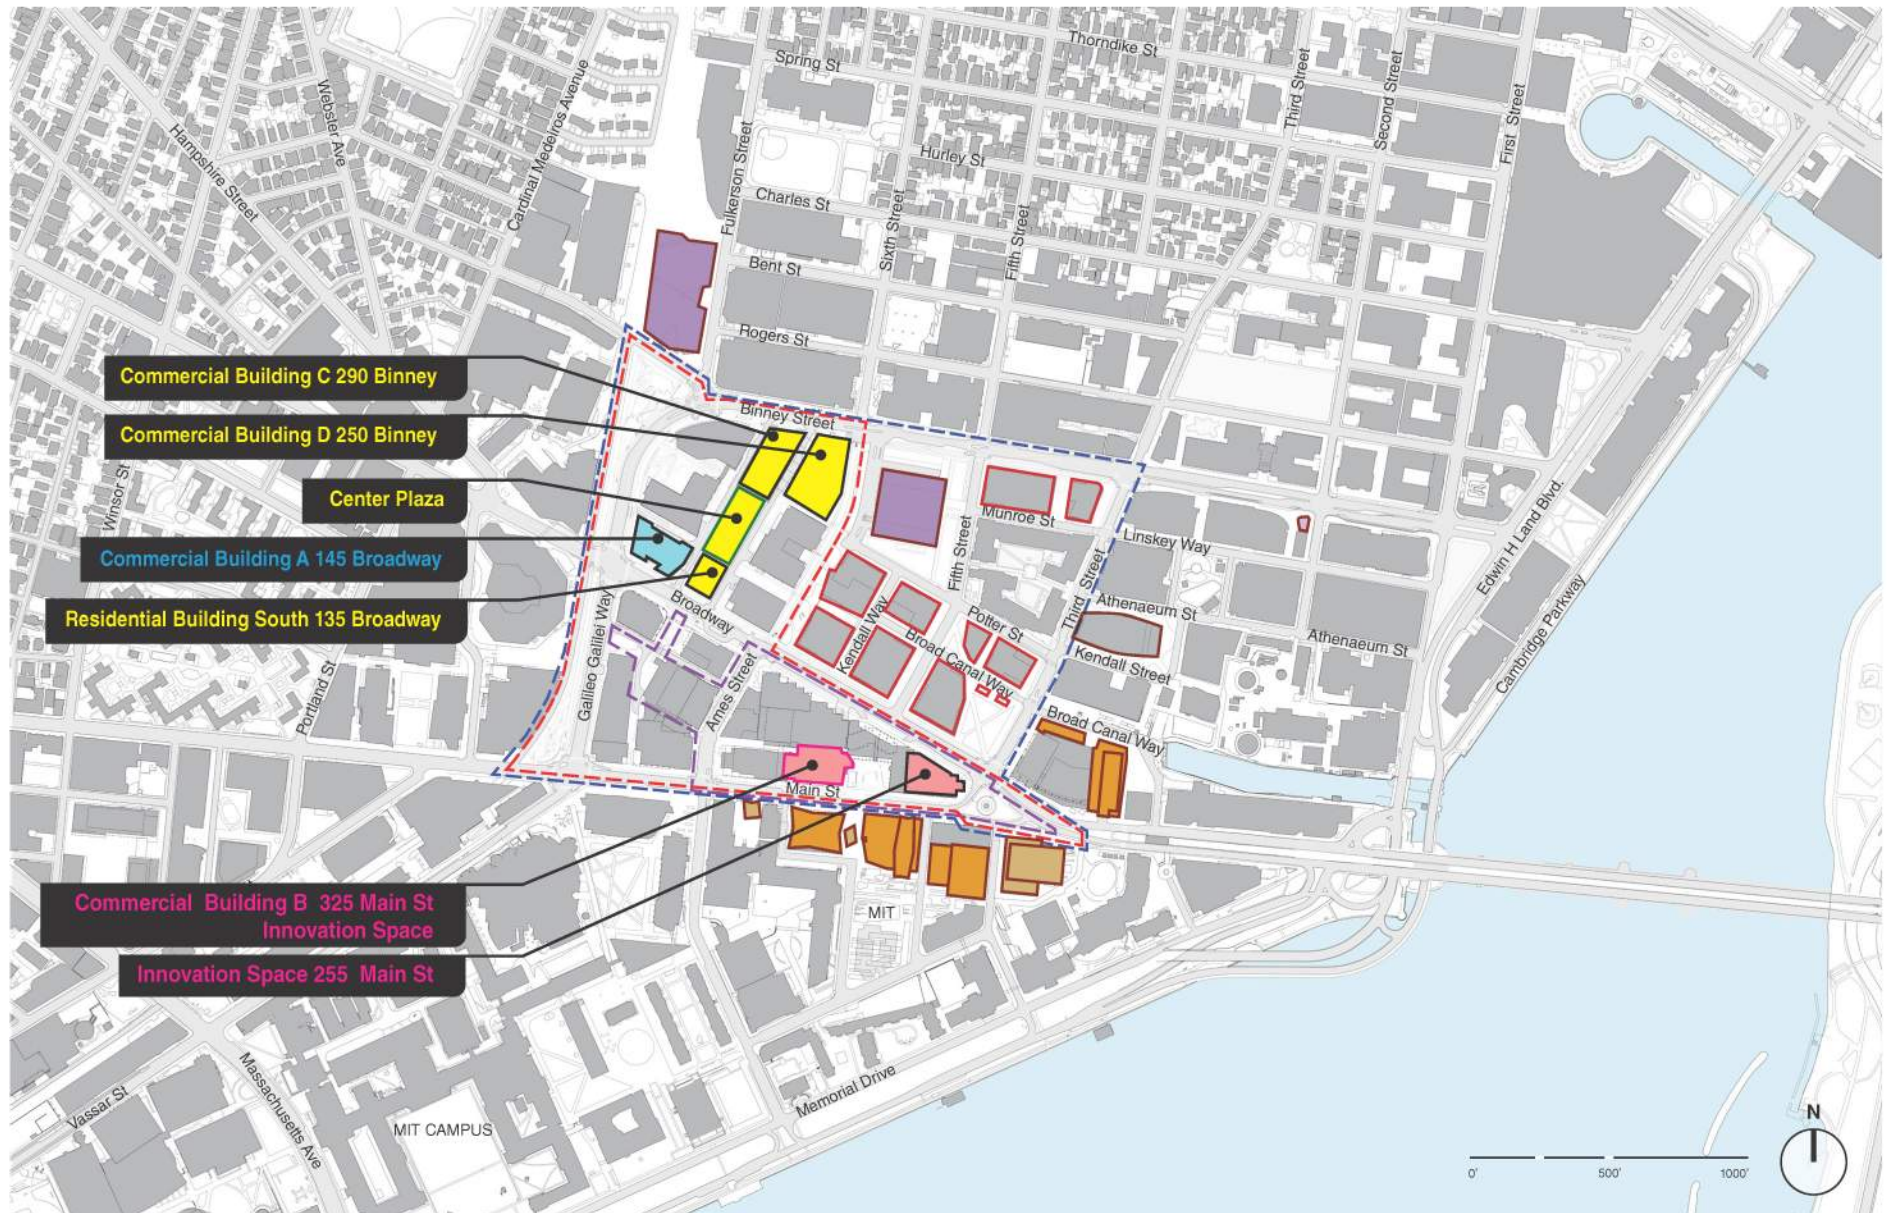 Thorndike St
Spring St
Third Street
Second Street
First Street
Webster Ave
Cardinal Medeiros Avenue
Hampshire Street
Fulkerson Street
Hurley St
Charles St
Sixth Street
Fifth Street
Bent St
Rogers St
Commercial Building C 290 Binney
Binney Street
Commercial Building D 250 Binney
Winsor St
Center Plaza
Munroe St
Linskey Way
Edwin H Land Blvd.
Commercial Building A 145 Broadway
Fifth Street
Third Street
Cambridge Parkway
Residential Building South 135 Broadway
Broadway
Galileo Galilei Way
Kendall Way
Potter St
Athenaeum St
Athenaeum St
Broad Canal Way
Kendall Street
Portland St
Ames Street
Broad Canal Way
Main St
Commercial Building B 325 Main St
Innovation Space
MIT
Innovation Space 255 Main St
Memorial Drive
Vassar St
Massachusetts Ave
MIT CAMPUS
N
0'
500'
1000'